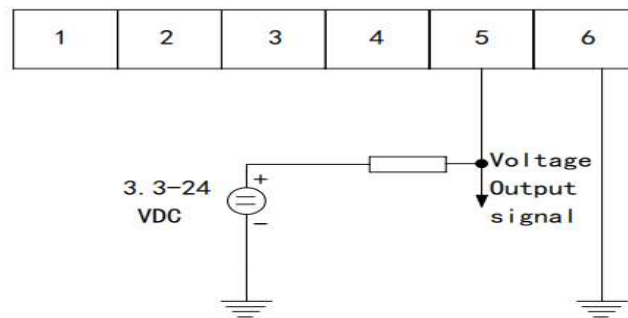 1 2 3 4 5 6
Voltage
Output
signal
3.3-24
VDC
+
-